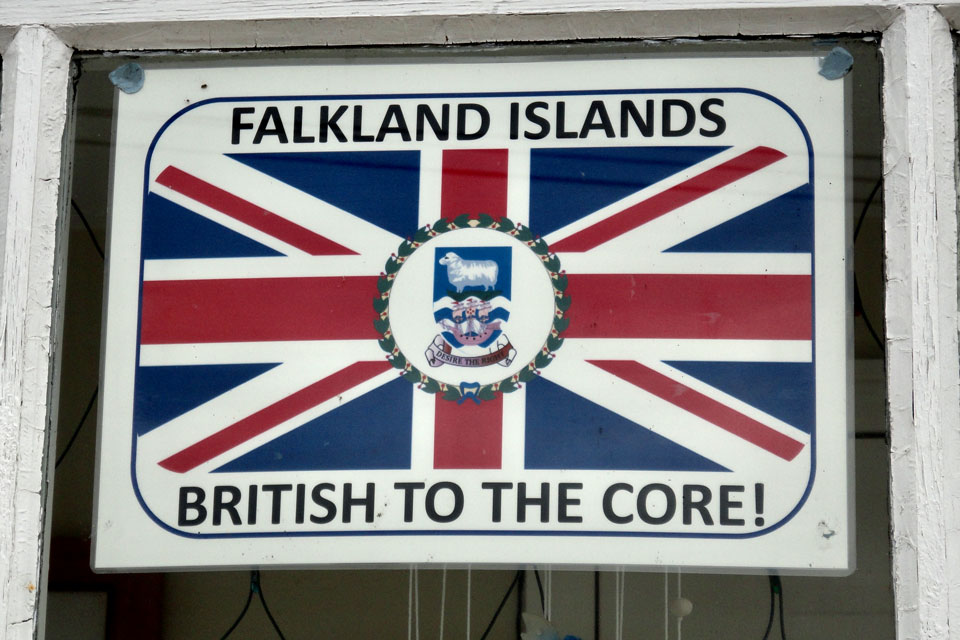 FALKLAND ISLANDS
DESIRE THE RIGHT
BRITISH TO THE CORE!